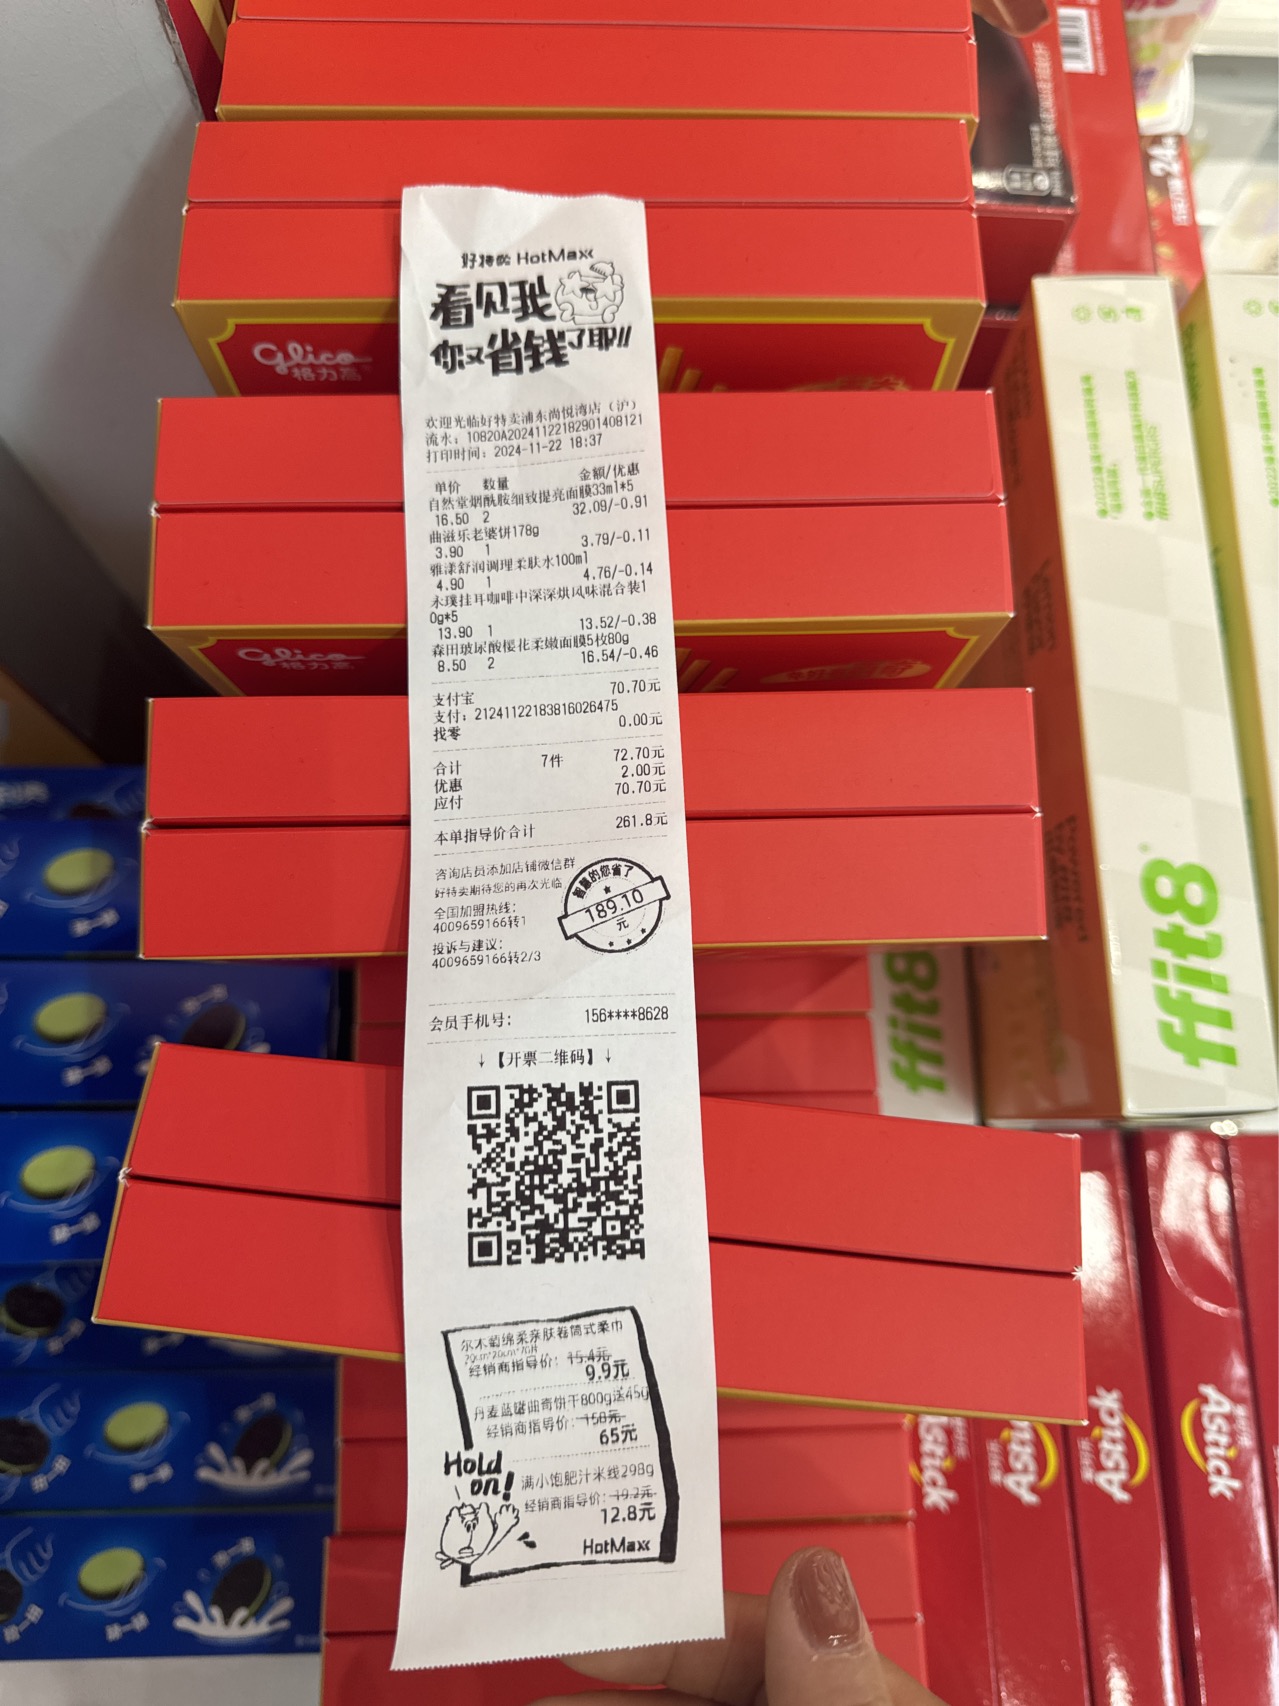 好特卖 HotMaxx
看见我
你又省钱了耶!!
欢迎光临好特卖浦东尚悦湾店（沪）
流水：10820A20241122182901408121
打印时间：2024-11-22 18:37
单价 数量 金额/优惠
自然堂烟酰胺细致提亮面膜33ml*5
16.50 2 32.09/-0.91
曲滋乐老婆饼178g
3.90 1 3.79/-0.11
雅漾舒润调理柔肤水100ml
4.90 1 4.76/-0.14
永璞挂耳咖啡中深深烘风味混合装1
0g*5
13.90 1 13.52/-0.38
森田玻尿酸樱花柔嫩面膜5枚80g
8.50 2 16.54/-0.46
支付宝 70.70元
支付：21241122183816026475
找零 0.00元
合计 7件 72.70元
优惠 2.00元
应付 70.70元
本单指导价合计 261.8元
咨询店员添加店铺微信群
好特卖期待您的再次光临
全国加盟热线：
4009659166转1
投诉与建议：
4009659166转2/3
智慧的您省了
189.10
元
会员手机号： 156****8628
↓【开票二维码】↓
尔木萄绵柔亲肤卷筒式柔巾
经销商指导价：15.4元
9.9元
丹麦蓝罐曲奇饼干800g送45g
经销商指导价：158元
65元
Hold
on!
满小饱肥汁米线298g
经销商指导价：19.2元
12.8元
HotMaxx
Glico
格力高
Glico
格力高
ffit8
ffit8
24
Astick
Astick
Astick